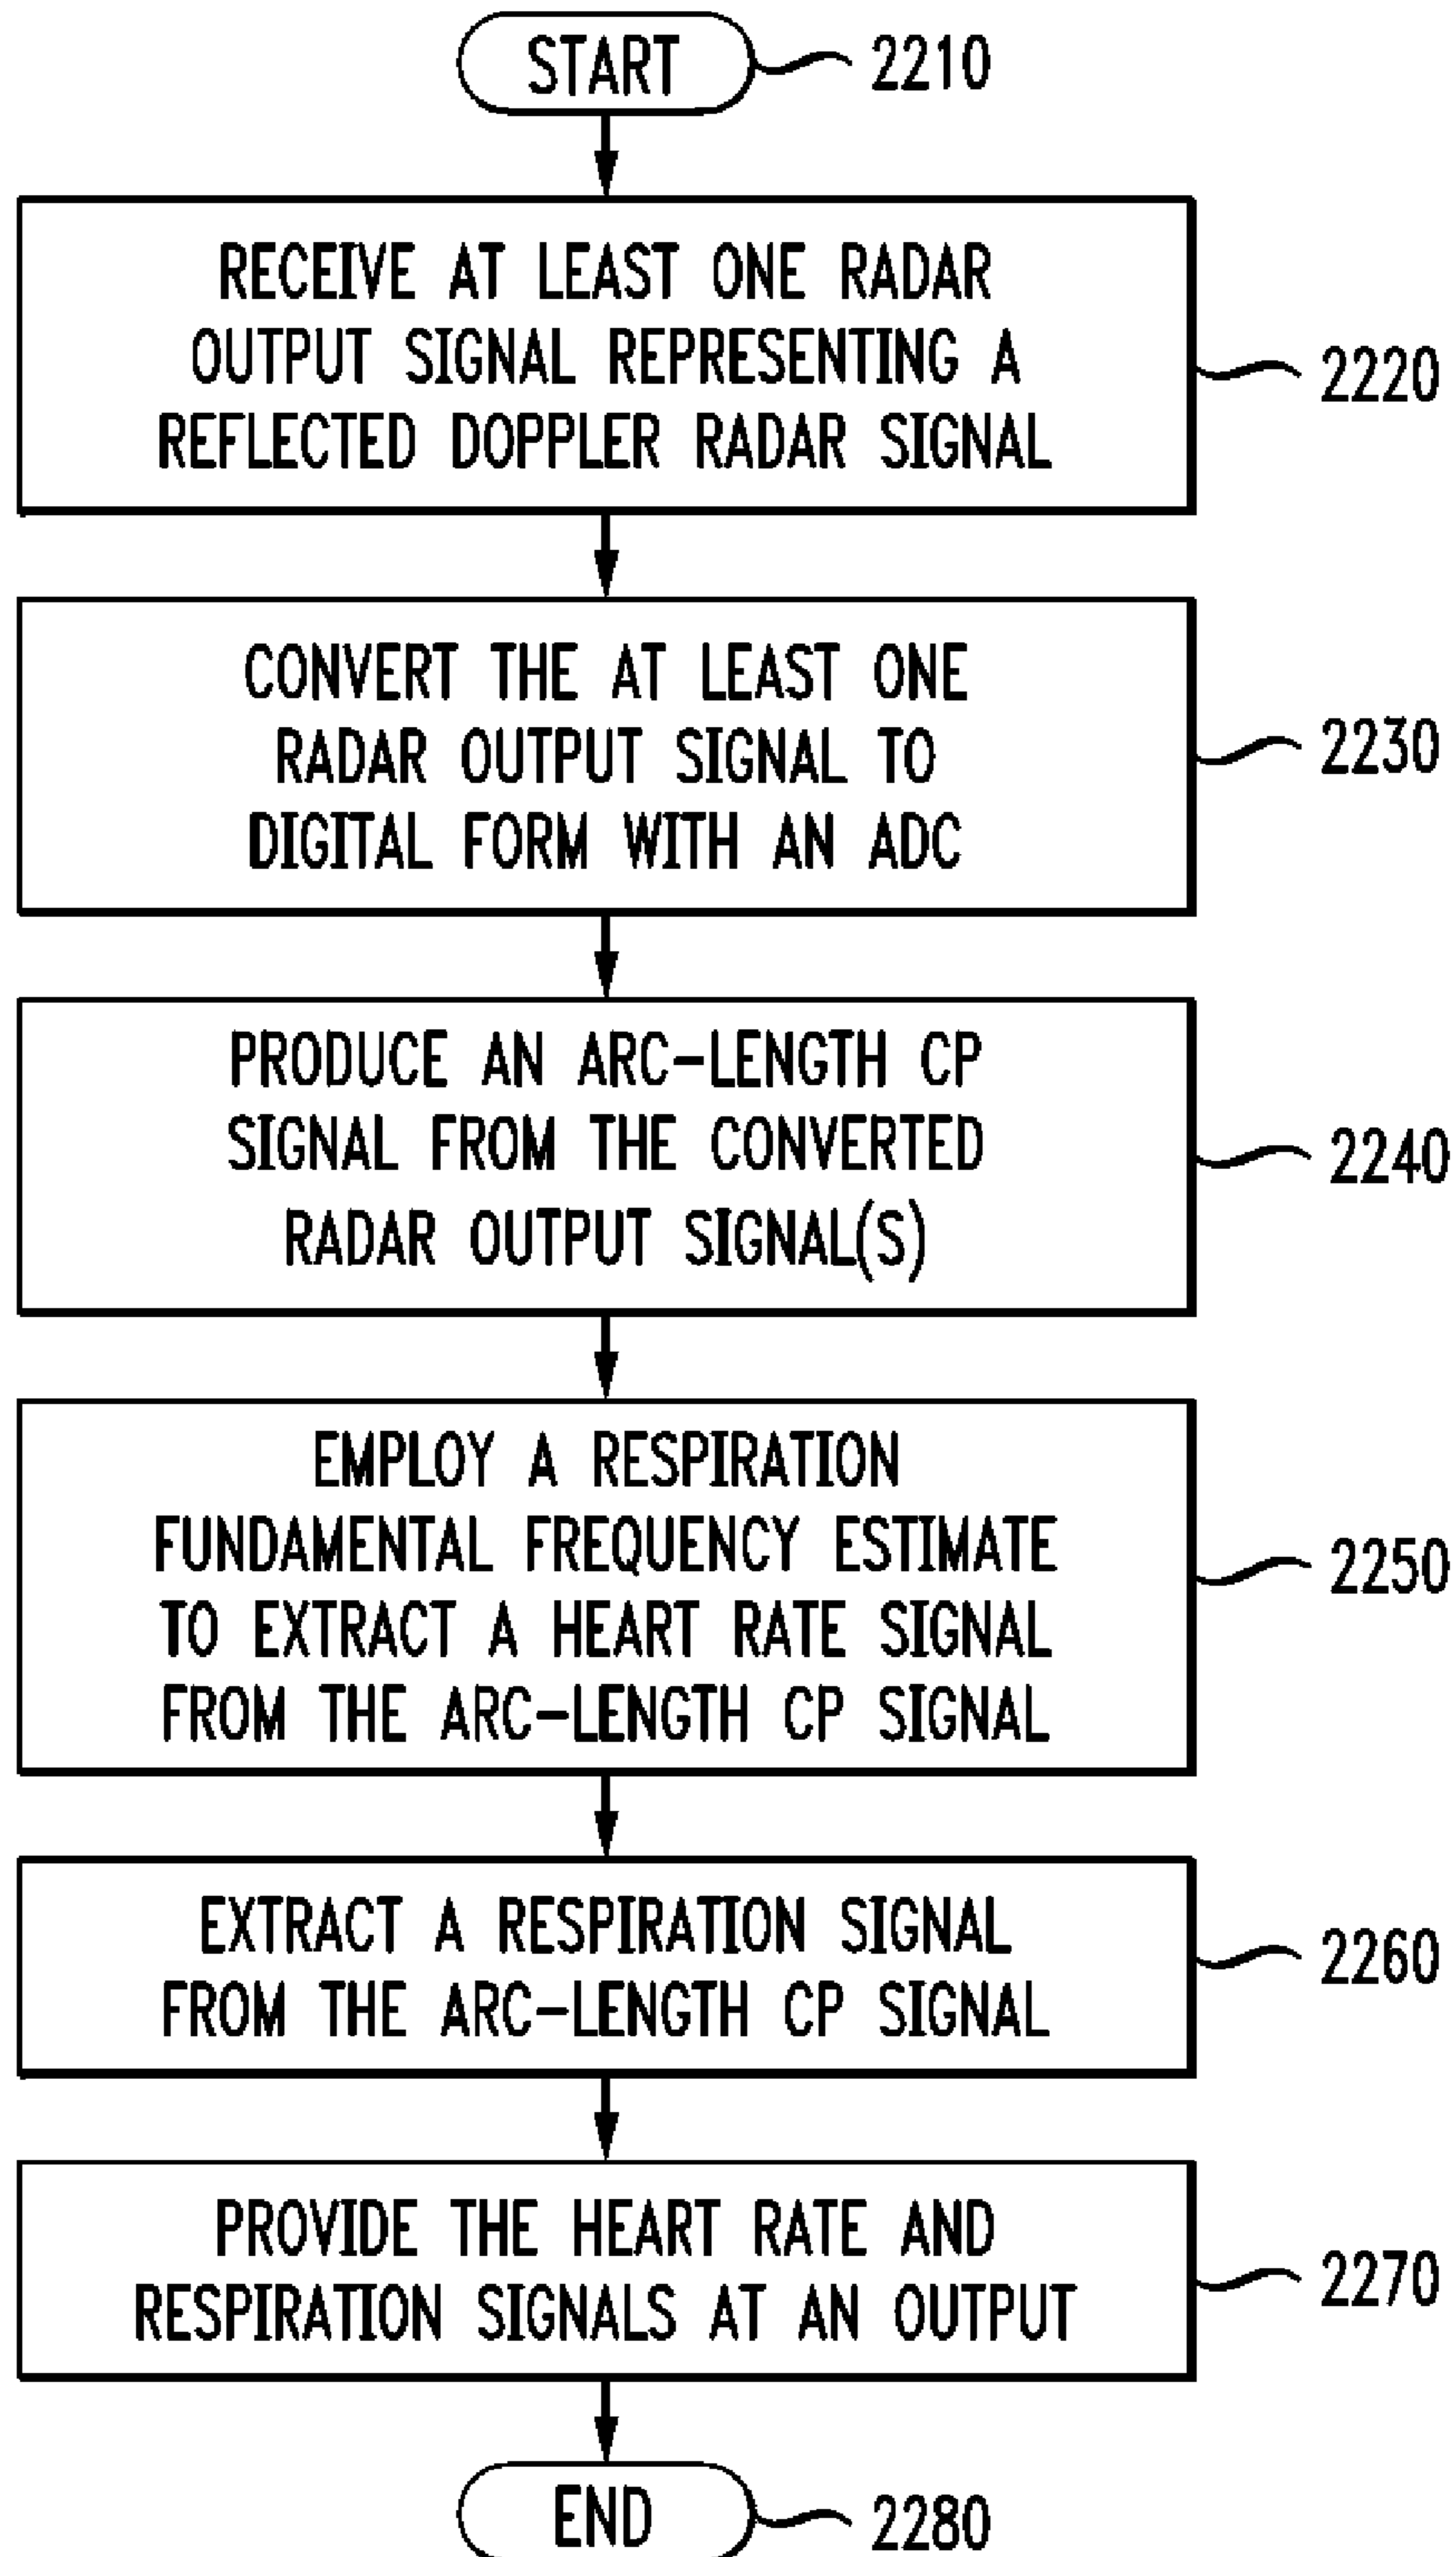 START
2210
RECEIVE AT LEAST ONE RADAR
OUTPUT SIGNAL REPRESENTING A
REFLECTED DOPPLER RADAR SIGNAL
2220
CONVERT THE AT LEAST ONE
RADAR OUTPUT SIGNAL TO
DIGITAL FORM WITH AN ADC
2230
PRODUCE AN ARC-LENGTH CP
SIGNAL FROM THE CONVERTED
RADAR OUTPUT SIGNAL(S)
2240
EMPLOY A RESPIRATION
FUNDAMENTAL FREQUENCY ESTIMATE
TO EXTRACT A HEART RATE SIGNAL
FROM THE ARC-LENGTH CP SIGNAL
2250
EXTRACT A RESPIRATION SIGNAL
FROM THE ARC-LENGTH CP SIGNAL
2260
PROVIDE THE HEART RATE AND
RESPIRATION SIGNALS AT AN OUTPUT
2270
END
2280